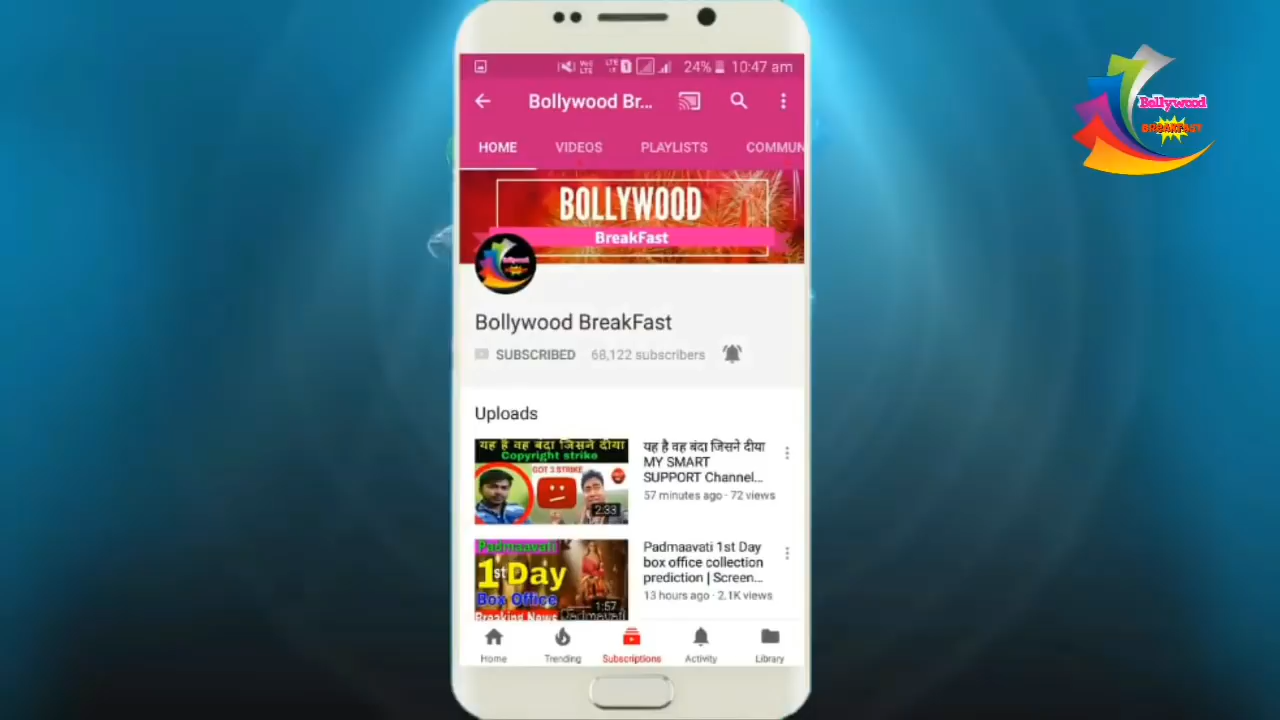 24% 10:47 am
Bollywood Br...
HOME VIDEOS PLAYLISTS COMMUN
BOLLYWOOD
BreakFast
Bollywood BreakFast
SUBSCRIBED 68,122 subscribers
Uploads
यह है वह बंदा जिसने दीया
Copyright strike
GOT 3 STRIKE
2:33
यह है वह बंदा जिसने दीया
MY SMART
SUPPORT Channel...
57 minutes ago · 72 views
Padmaavati
1st Day
Box Office
Breaking News
Padmavati
1:57
Padmaavati 1st Day
box office collection
prediction | Screen...
13 hours ago · 2.1K views
Home Trending Subscriptions Activity Library
Bollywood
BREAKFAST